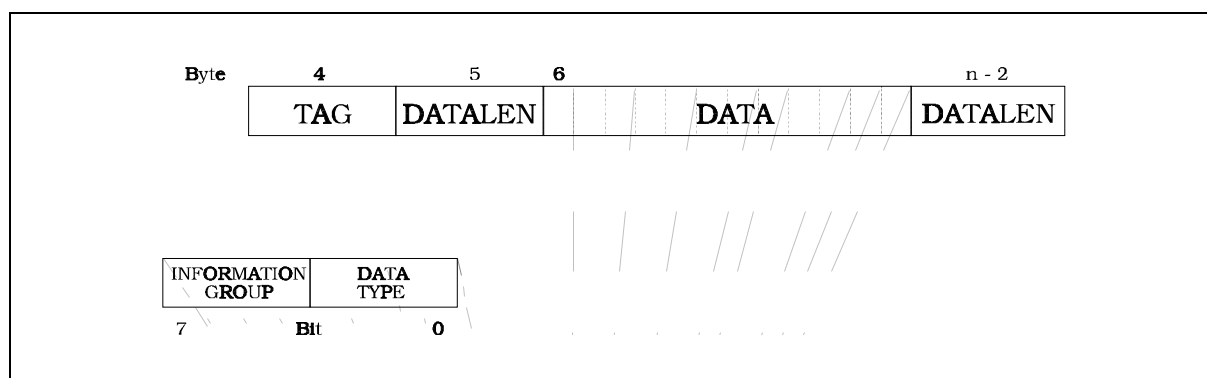 Byte 4 5 6 n - 2
TAG DATALEN DATA DATALEN
INFORMATION DATA
GROUP TYPE
7 Bit 0